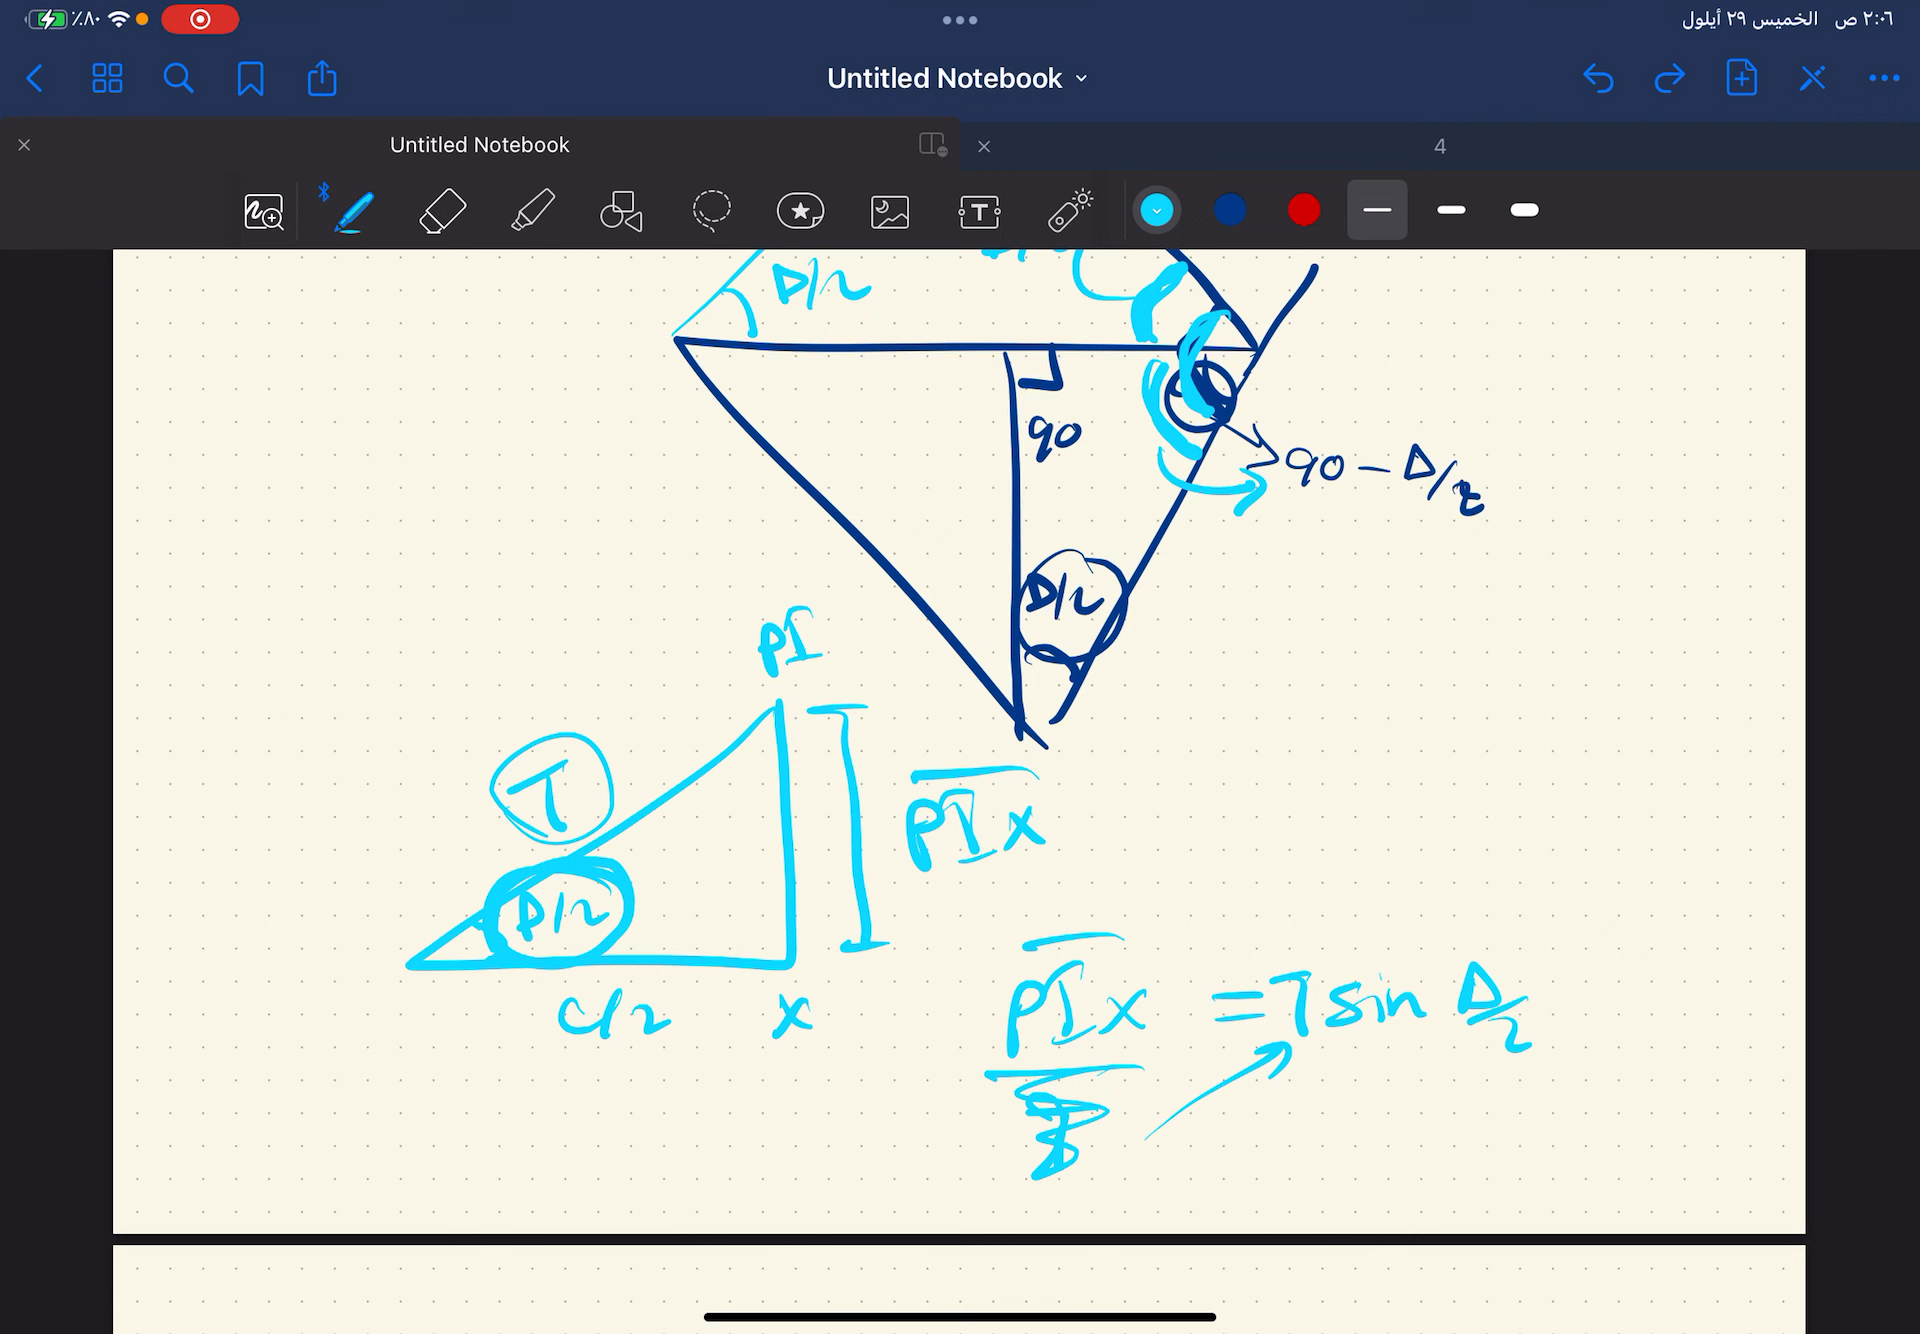 ٪٨٠ الخميس ٢٩ أيلول ٢:٠٦ ص
Untitled Notebook
Untitled Notebook
4
T
Δ/2
90
90 - Δ/2
Δ/2
PI
T
PIX
Δ/2
C/2 X
PIX = T sin Δ/2